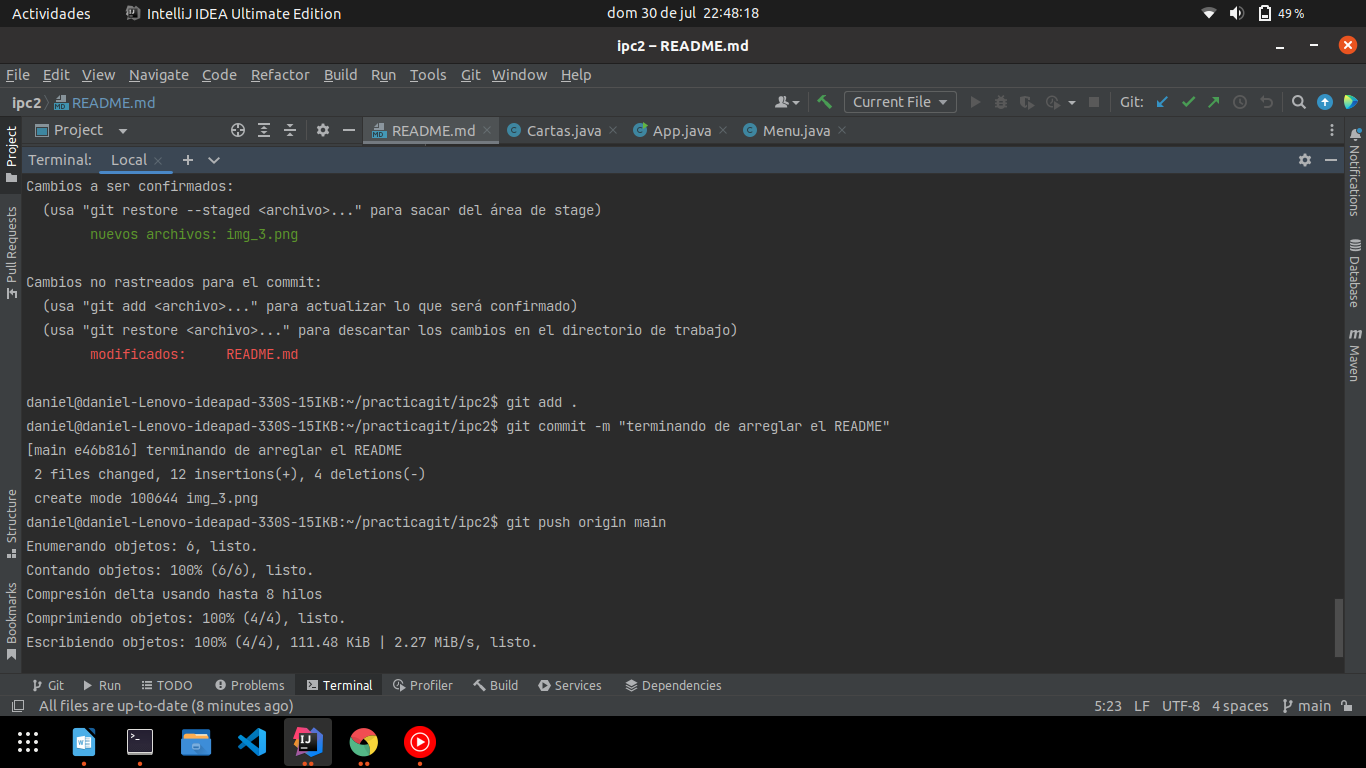 Actividades IntelliJ IDEA Ultimate Edition dom 30 de jul 22:48:18 49 %
ipc2 – README.md
File Edit View Navigate Code Refactor Build Run Tools Git Window Help
ipc2 README.md Current File Git:
Project README.md Cartas.java App.java Menu.java
Terminal: Local
Cambios a ser confirmados:
(usa "git restore --staged <archivo>..." para sacar del área de stage)
nuevos archivos: img_3.png
Cambios no rastreados para el commit:
(usa "git add <archivo>..." para actualizar lo que será confirmado)
(usa "git restore <archivo>..." para descartar los cambios en el directorio de trabajo)
modificados: README.md
daniel@daniel-Lenovo-ideapad-330S-15IKB:~/practicagit/ipc2$ git add .
daniel@daniel-Lenovo-ideapad-330S-15IKB:~/practicagit/ipc2$ git commit -m "terminando de arreglar el README"
[main e46b816] terminando de arreglar el README
2 files changed, 12 insertions(+), 4 deletions(-)
create mode 100644 img_3.png
daniel@daniel-Lenovo-ideapad-330S-15IKB:~/practicagit/ipc2$ git push origin main
Enumerando objetos: 6, listo.
Contando objetos: 100% (6/6), listo.
Compresión delta usando hasta 8 hilos
Comprimiendo objetos: 100% (4/4), listo.
Escribiendo objetos: 100% (4/4), 111.48 KiB | 2.27 MiB/s, listo.
Project
Pull Requests
Structure
Bookmarks
Notifications
Database
m Maven
Git Run TODO Problems Terminal Profiler Build Services Dependencies
All files are up-to-date (8 minutes ago) 5:23 LF UTF-8 4 spaces main